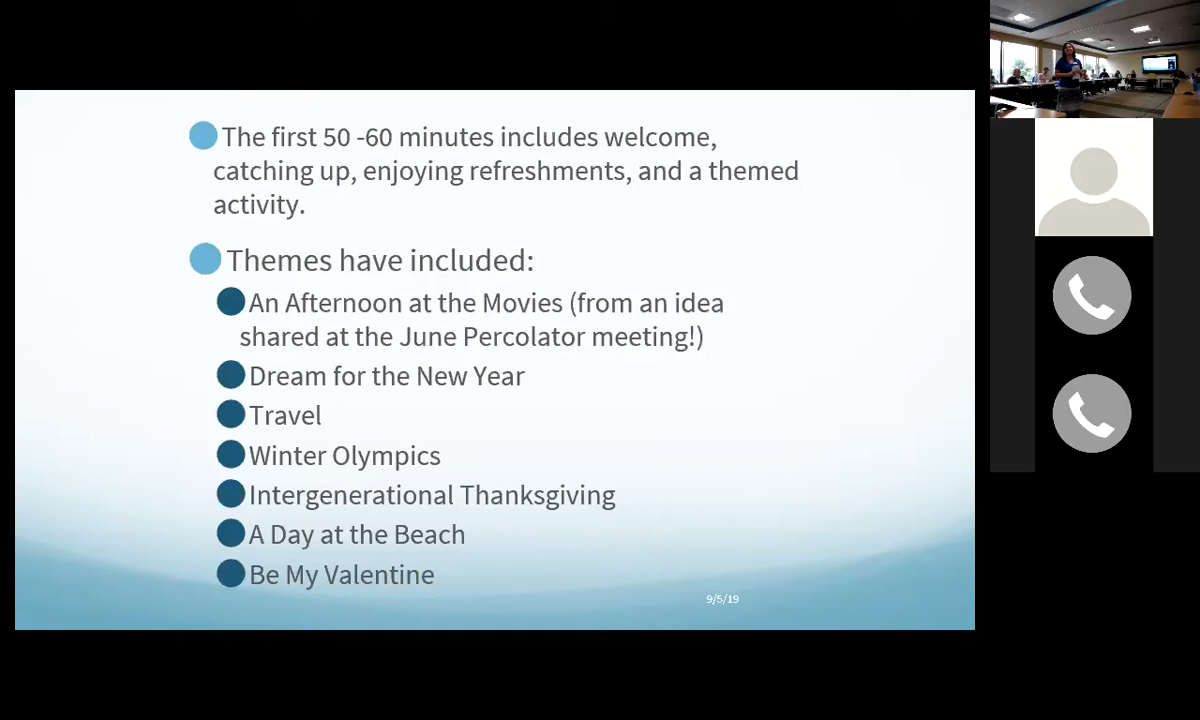 The first 50 -60 minutes includes welcome,
catching up, enjoying refreshments, and a themed
activity.
Themes have included:
An Afternoon at the Movies (from an idea
shared at the June Percolator meeting!)
Dream for the New Year
Travel
Winter Olympics
Intergenerational Thanksgiving
A Day at the Beach
Be My Valentine
9/5/19